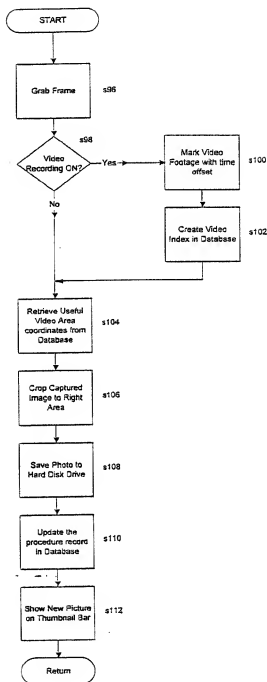 START
Grab Frame
s96
s98
Video
Recording ON?
Yes
No
Mark Video
Footage with time
offset
s100
Create Video
Index in Database
s102
Retrieve Useful
Video Area
coordinates from
Database
s104
Crop Captured
Image to Right
Area
s106
Save Photo to
Hard Disk Drive
s108
Update the
procedure record
in Database
s110
Show New Picture
on Thumbnail Bar
s112
Return